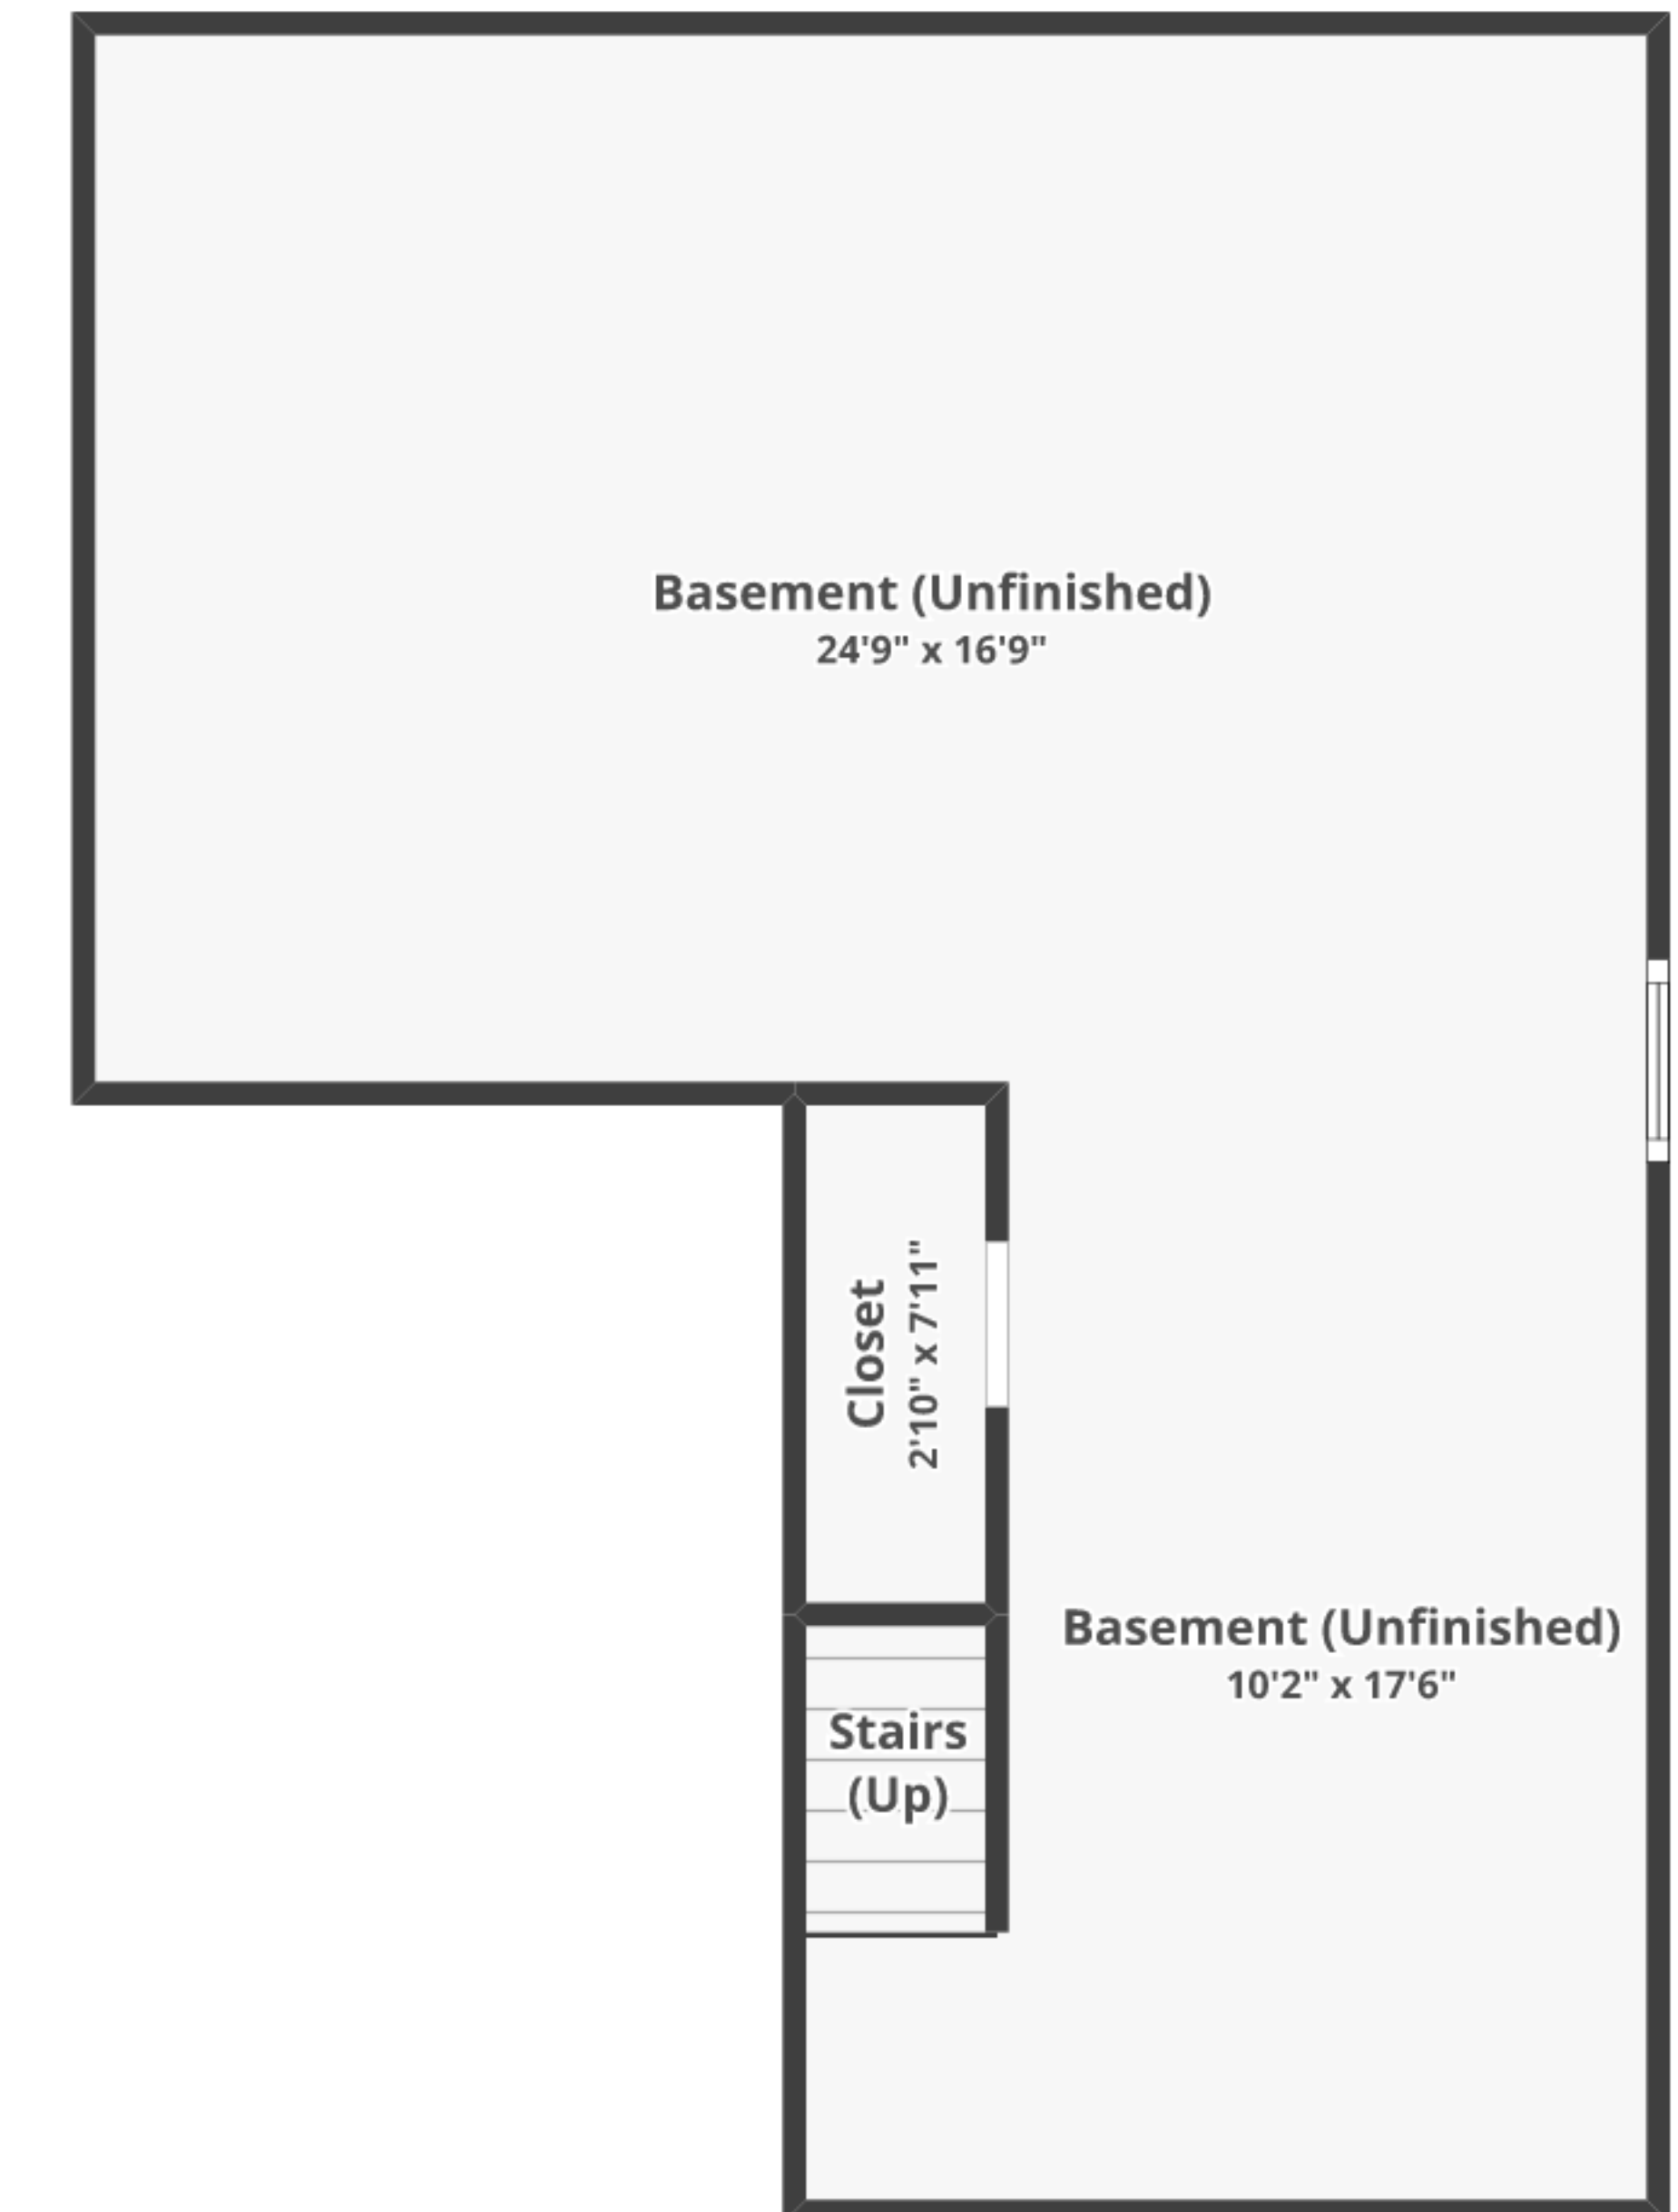 Basement (Unfinished)
24'9" x 16'9"
Closet
2'10" x 7'11"
Basement (Unfinished)
10'2" x 17'6"
Stairs
(Up)